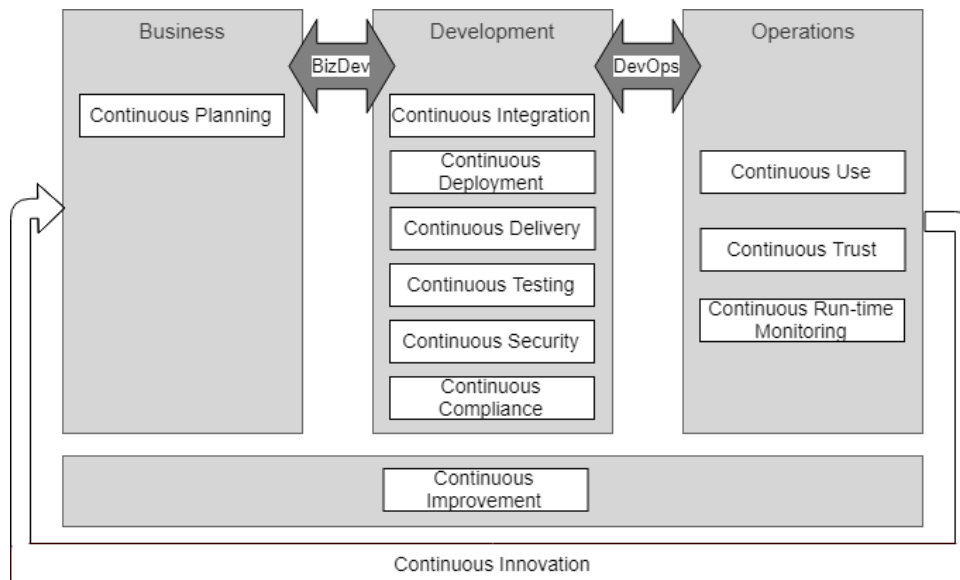 Business
Development
Operations
BizDev
DevOps
Continuous Planning
Continuous Integration
Continuous
Deployment
Continuous Delivery
Continuous Testing
Continuous Security
Continuous
Compliance
Continuous Use
Continuous Trust
Continuous Run-time
Monitoring
Continuous
Improvement
Continuous Innovation